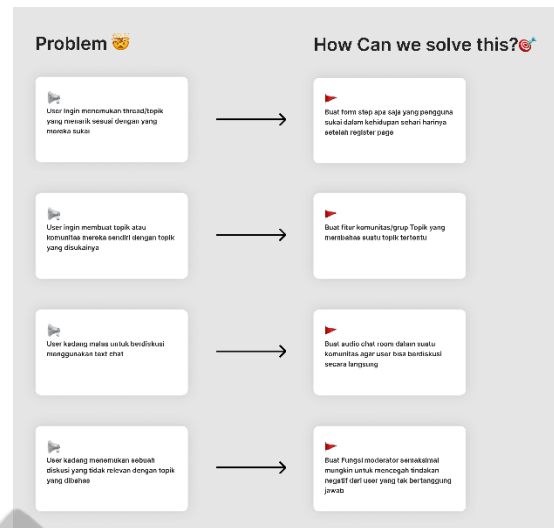 Problem 🤯
How Can we solve this?🎯
User ingin menemukan thread/topik
yang menarik sesuai dengan yang
mereka sukai
Buat form step apa saja yang pengguna
sukai dalam kehidupan sehari harinya
setelah register page
User ingin membuat topik atau
komunitas mereka sendiri dengan topik
yang disukainya
Buat fitur komunitas/grup Topik yang
membahas suatu topik tertentu
User kadang malas untuk berdiskusi
menggunakan text chat
Buat audio chat room dalam suatu
komunitas agar user bisa berdiskusi
secara langsung
User kadang menemukan sebuah
diskusi yang tidak relevan dengan topik
yang dibahas
Buat Fungsi moderator semaksimal
mungkin untuk mencegah tindakan
negatif dari user yang tak bertanggung
jawab